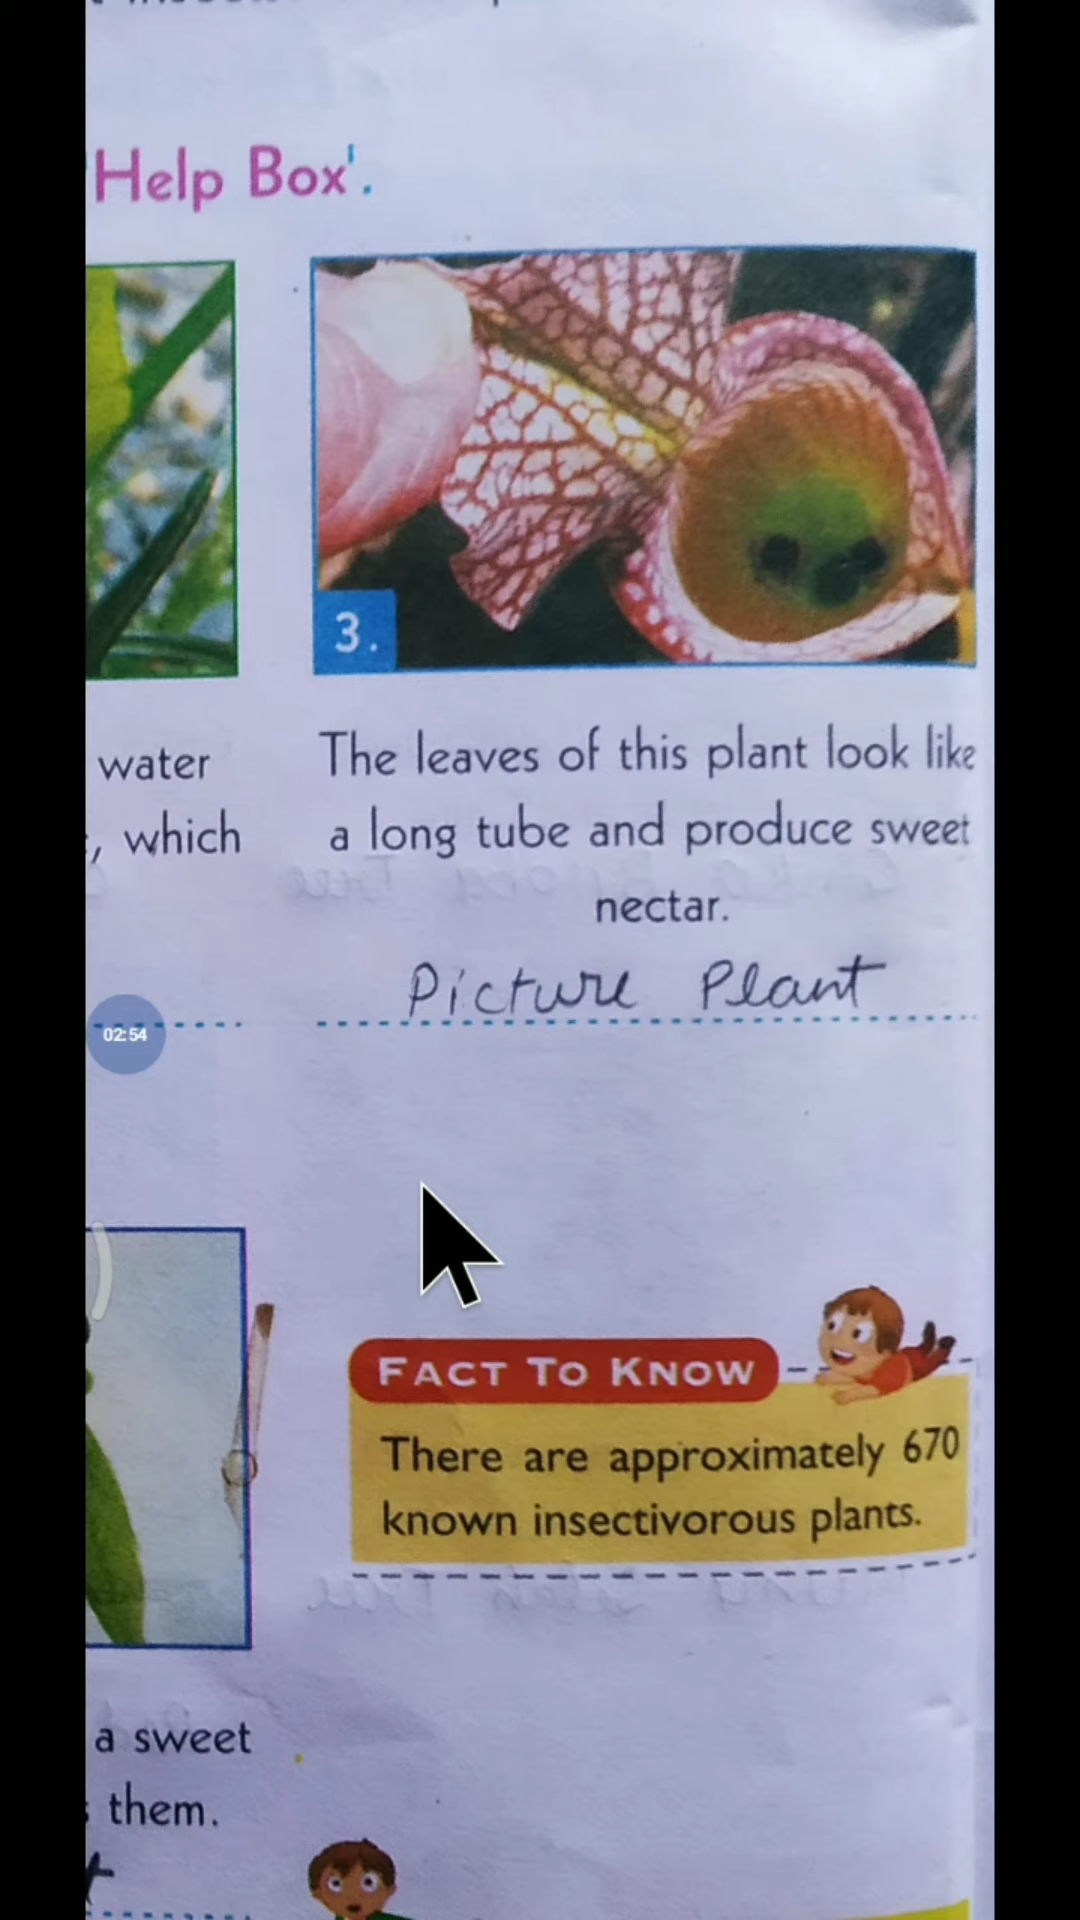 'Help Box'.
3.
water
, which
The leaves of this plant look like
a long tube and produce sweet
nectar.
Picture Plant
02:54
FACT TO KNOW
There are approximately 670
known insectivorous plants.
a sweet
them.